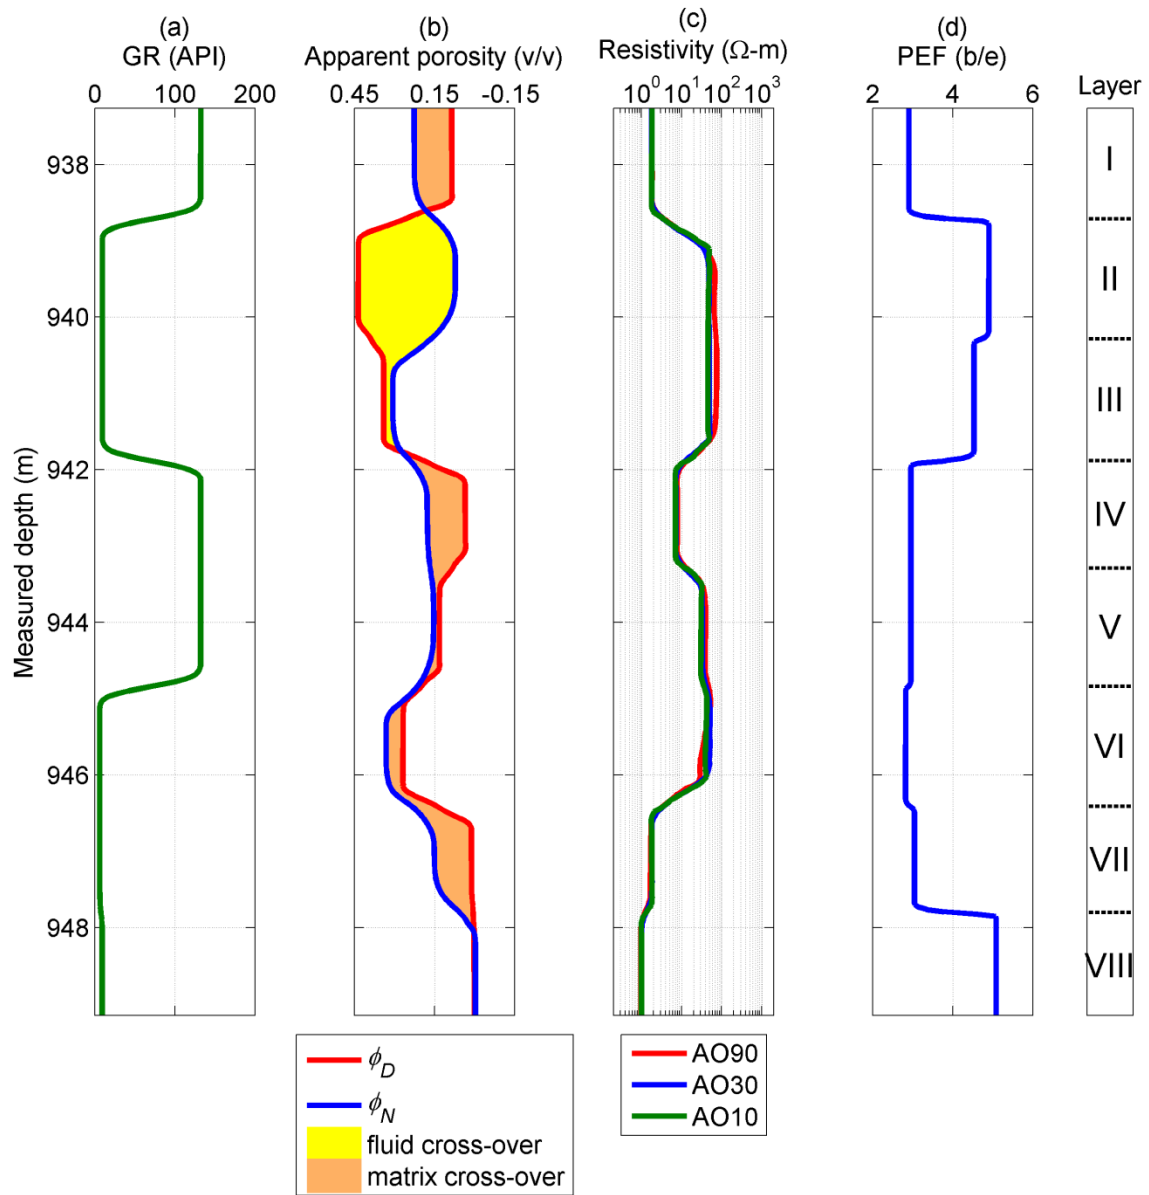 (a)
GR (API)
0 100 200
(b)
Apparent porosity (v/v)
0.45 0.15 -0.15
(c)
Resistivity (Ω-m)
10⁰ 10¹ 10² 10³
(d)
PEF (b/e)
2 4 6
Layer
Measured depth (m)
938
940
942
944
946
948
I
II
III
IV
V
VI
VII
VIII
ϕD
ϕN
fluid cross-over
matrix cross-over
AO90
AO30
AO10